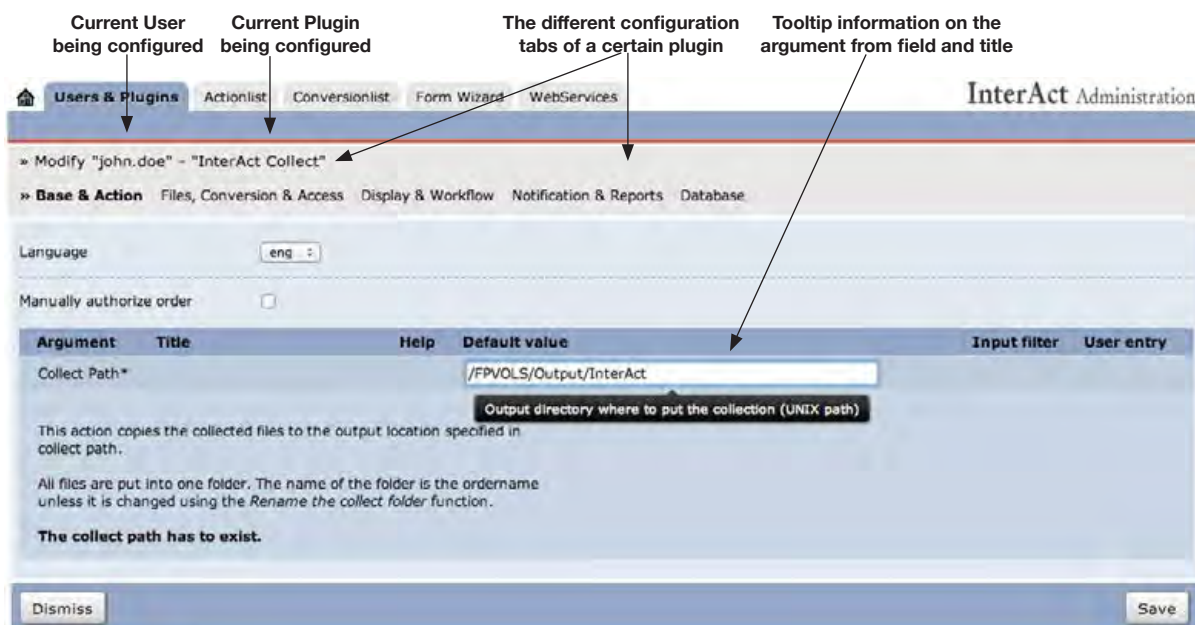 Current User
being configured
Current Plugin
being configured
The different configuration
tabs of a certain plugin
Tooltip information on the
argument from field and title
Users & Plugins Actionlist Conversionlist Form Wizard WebServices InterAct Administration
» Modify "john.doe" - "InterAct Collect"
» Base & Action Files, Conversion & Access Display & Workflow Notification & Reports Database
Language eng
Manually authorize order
Argument Title Help Default value Input filter User entry
Collect Path* /FPVOLS/Output/InterAct
Output directory where to put the collection (UNIX path)
This action copies the collected files to the output location specified in
collect path.
All files are put into one folder. The name of the folder is the ordername
unless it is changed using the Rename the collect folder function.
The collect path has to exist.
Dismiss Save